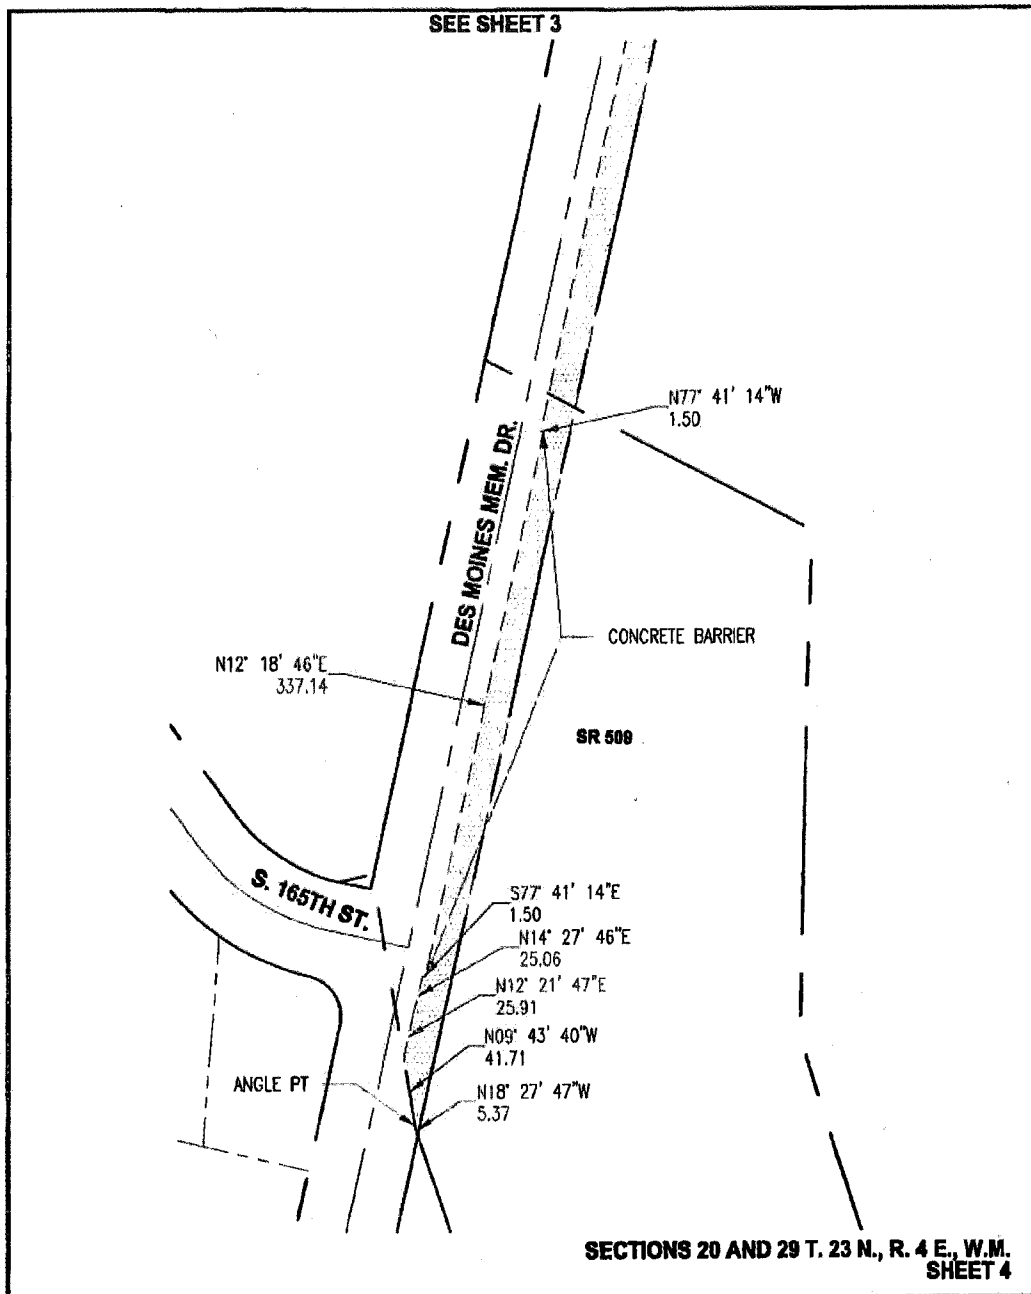 SEE SHEET 3
N77° 41' 14"W
1.50
DES MOINES MEM. DR.
CONCRETE BARRIER
N12° 18' 46"E
337.14
SR 509
S. 165TH ST.
S77° 41' 14"E
1.50
N14° 27' 46"E
25.06
N12° 21' 47"E
25.91
N09° 43' 40"W
41.71
ANGLE PT
N18° 27' 47"W
5.37
SECTIONS 20 AND 29 T. 23 N., R. 4 E., W.M.
SHEET 4